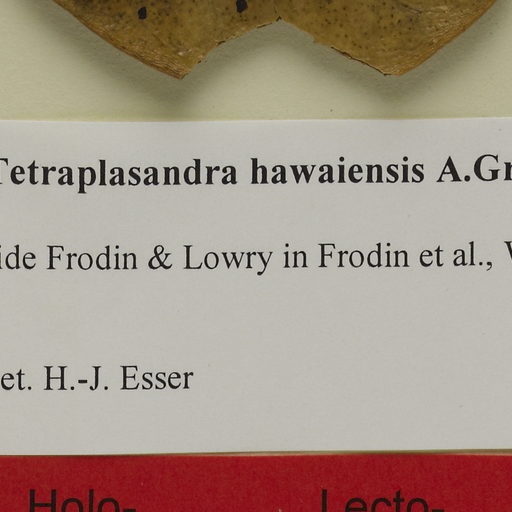 Tetraplasandra hawaiensis A.Gr
ide Frodin & Lowry in Frodin et al.,
et. H.-J. Esser
Holo- Lecto-